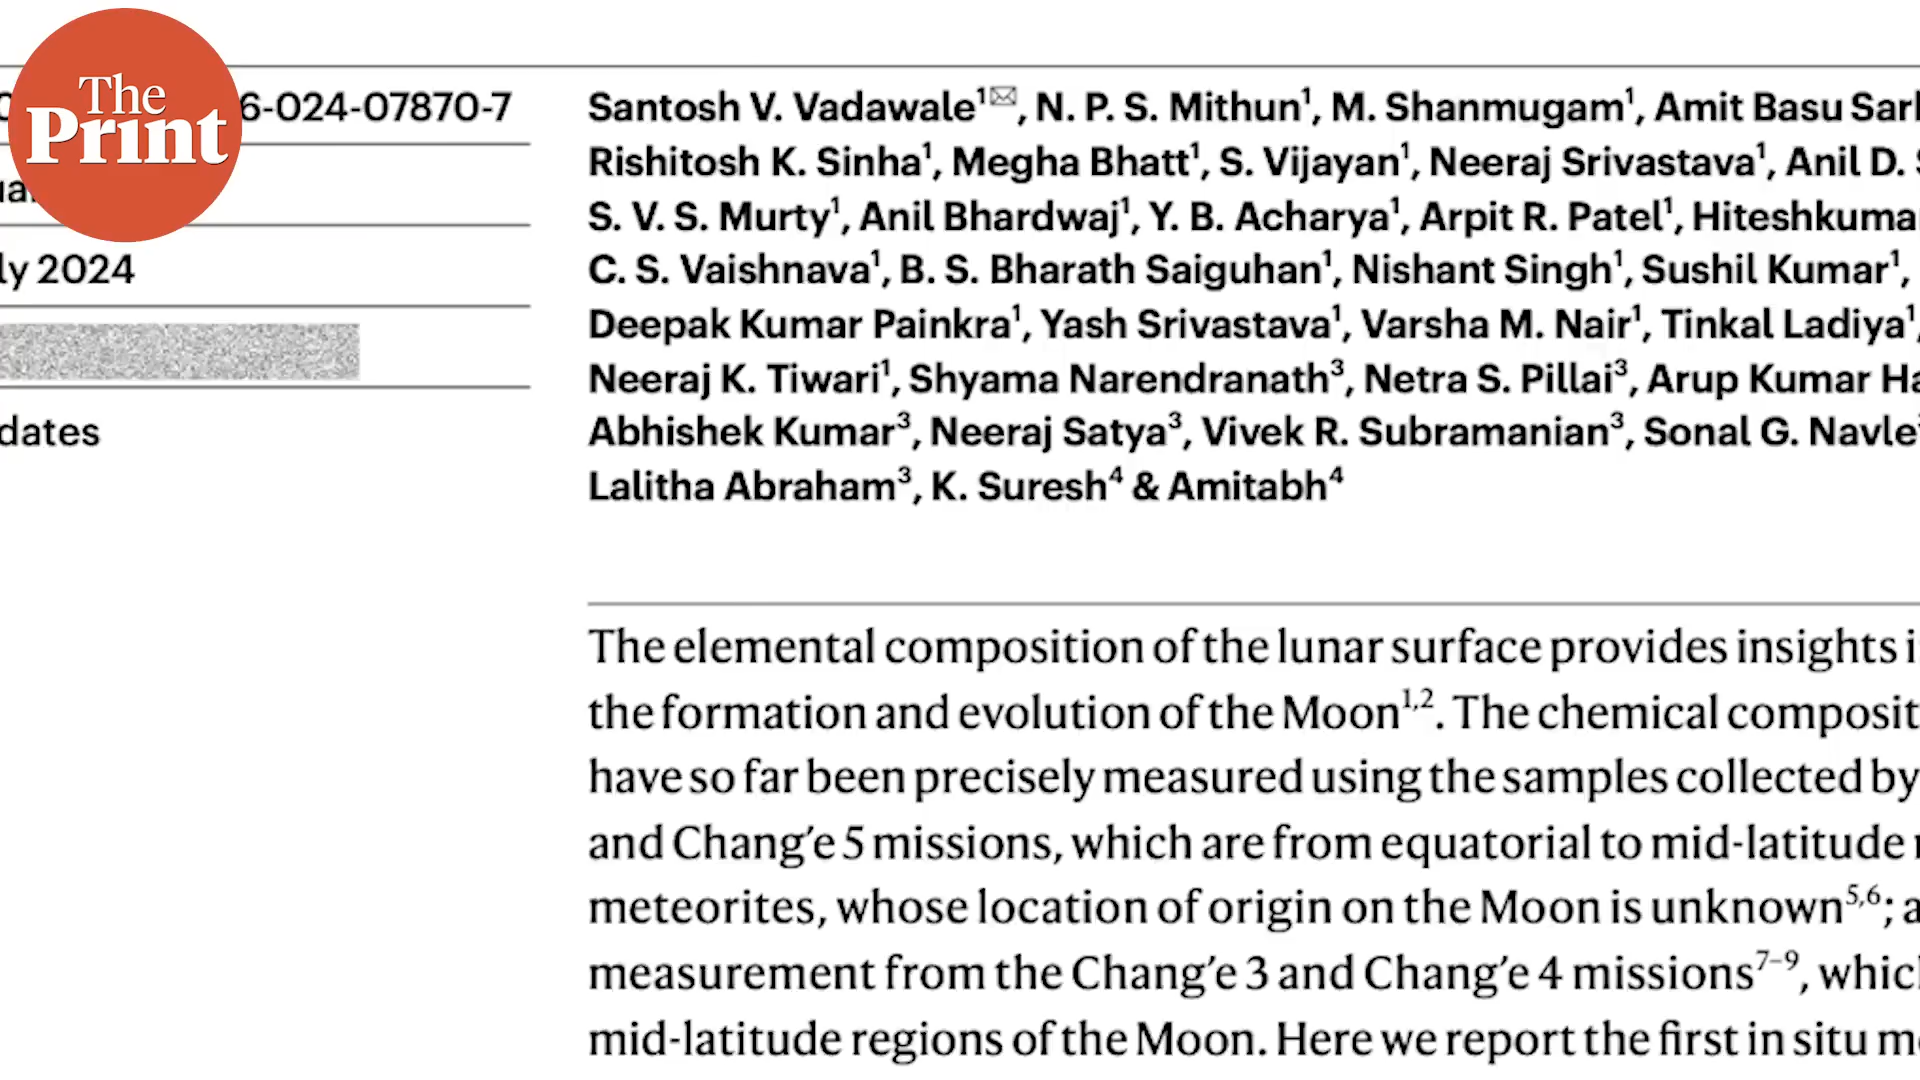 The
Print
6-024-07870-7
ly 2024
dates
Santosh V. Vadawale¹✉, N. P. S. Mithun¹, M. Shanmugam¹, Amit Basu Sar
Rishitosh K. Sinha¹, Megha Bhatt¹, S. Vijayan¹, Neeraj Srivastava¹, Anil D.
S. V. S. Murty¹, Anil Bhardwaj¹, Y. B. Acharya¹, Arpit R. Patel¹, Hiteshkuma
C. S. Vaishnava¹, B. S. Bharath Saiguhan¹, Nishant Singh¹, Sushil Kumar¹,
Deepak Kumar Painkra¹, Yash Srivastava¹, Varsha M. Nair¹, Tinkal Ladiya¹,
Neeraj K. Tiwari¹, Shyama Narendranath³, Netra S. Pillai³, Arup Kumar Ha
Abhishek Kumar³, Neeraj Satya³, Vivek R. Subramanian³, Sonal G. Navle
Lalitha Abraham³, K. Suresh⁴ & Amitabh⁴
The elemental composition of the lunar surface provides insights i
the formation and evolution of the Moon¹,². The chemical composit
have so far been precisely measured using the samples collected by
and Chang’e 5 missions, which are from equatorial to mid-latitude
meteorites, whose location of origin on the Moon is unknown⁵,⁶; a
measurement from the Chang’e 3 and Chang’e 4 missions⁷⁻⁹, whic
mid-latitude regions of the Moon. Here we report the first in situ m